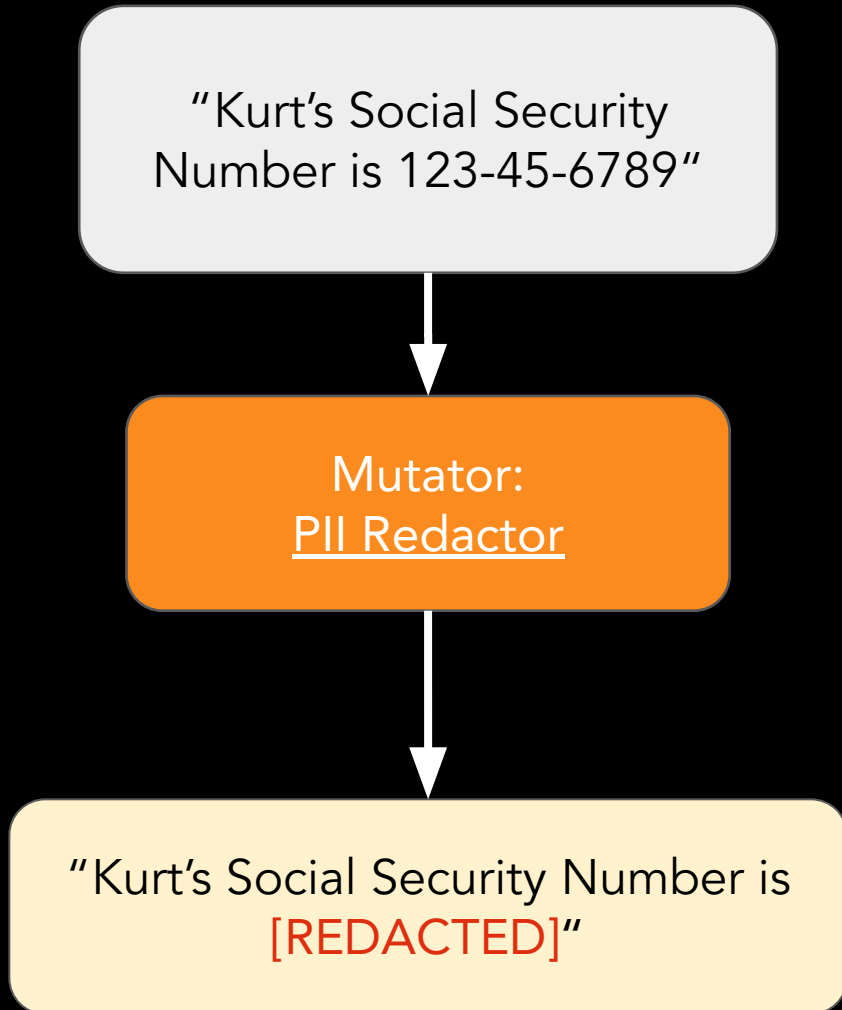 “Kurt’s Social Security
Number is 123-45-6789“
Mutator:
PII Redactor
“Kurt’s Social Security Number is
[REDACTED]“